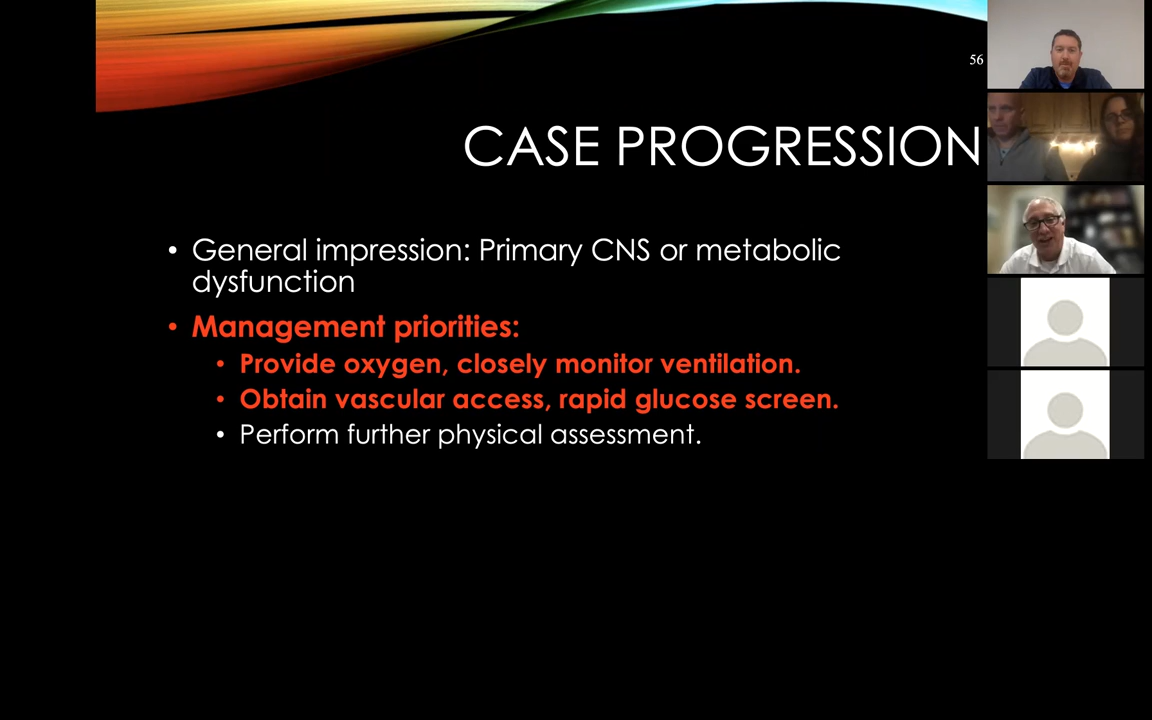 56
CASE PROGRESSION
• General impression: Primary CNS or metabolic
dysfunction
• Management priorities:
• Provide oxygen, closely monitor ventilation.
• Obtain vascular access, rapid glucose screen.
• Perform further physical assessment.